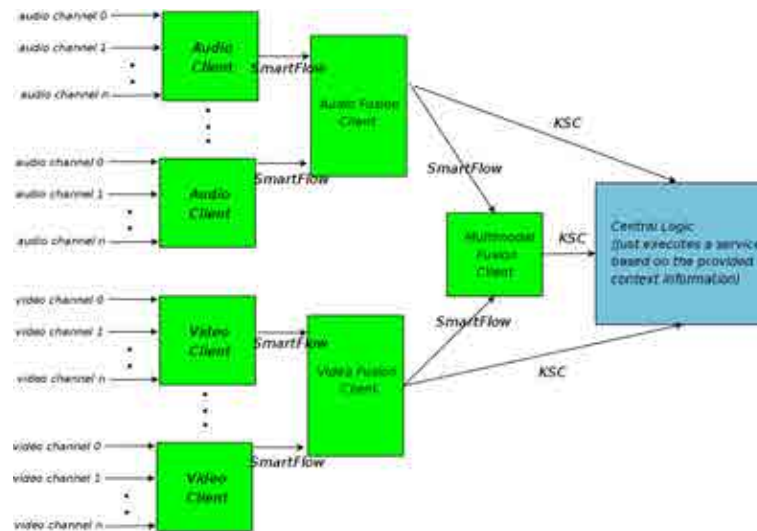 audio channel 0
audio channel 1
audio channel n
Audio
Client
SmartFlow
Audio Fusion
Client
audio channel 0
audio channel 1
audio channel n
Audio
Client
SmartFlow
KSC
SmartFlow
Multimodal
Fusion
Client
KSC
Central Logic
(Just executes a service
based on the provided
context information)
video channel 0
video channel 1
video channel n
Video
Client
SmartFlow
Video Fusion
Client
SmartFlow
KSC
video channel 0
video channel 1
video channel n
Video
Client
SmartFlow